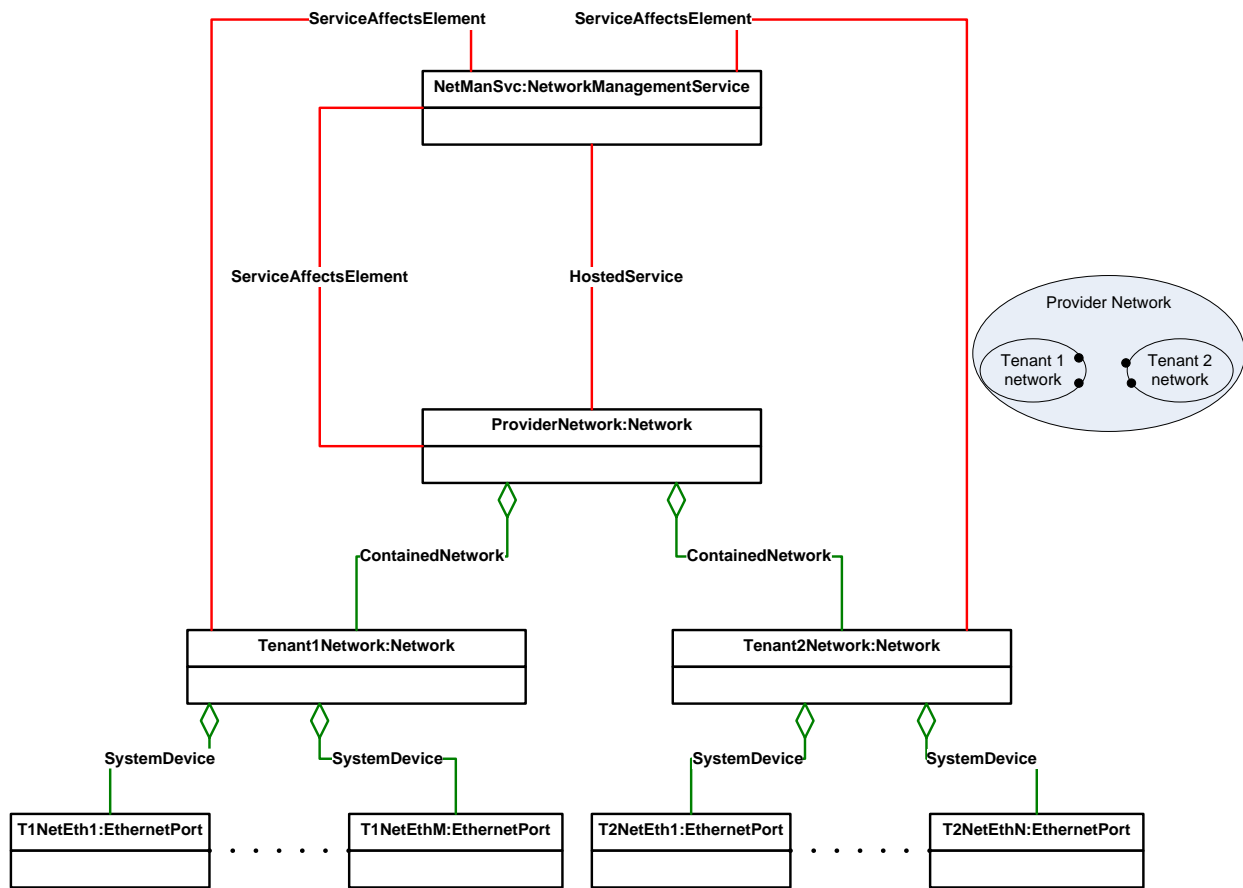 ServiceAffectsElement
ServiceAffectsElement
NetManSvc:NetworkManagementService
ServiceAffectsElement
HostedService
Provider Network
Tenant 1
network
Tenant 2
network
ProviderNetwork:Network
ContainedNetwork
ContainedNetwork
Tenant1Network:Network
Tenant2Network:Network
SystemDevice
SystemDevice
SystemDevice
SystemDevice
T1NetEth1:EthernetPort
T1NetEthM:EthernetPort
T2NetEth1:EthernetPort
T2NetEthN:EthernetPort